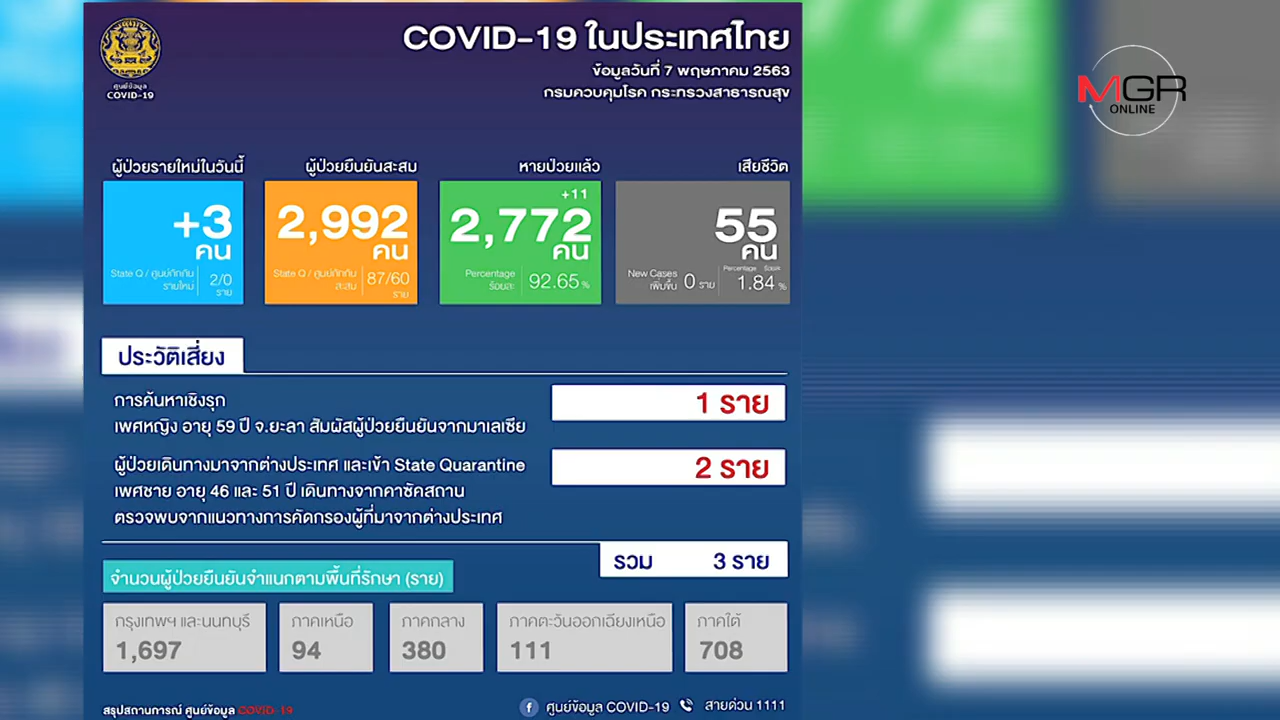 COVID-19 ในประเทศไทย
ข้อมูลวันที่ 7 พฤษภาคม 2563
กรมควบคุมโรค กระทรวงสาธารณสุข
ศูนย์ข้อมูล
COVID-19
MGR
ONLINE
ผู้ป่วยรายใหม่ในวันนี้
+3
คน
State Q / ศูนย์กักกัน
รายใหม่
2/0
ราย
ผู้ป่วยยืนยันสะสม
2,992
คน
State Q / ศูนย์กักกัน
สะสม
87/60
ราย
หายป่วยแล้ว
+11
2,772
คน
Percentage
ร้อยละ
92.65 %
เสียชีวิต
55
คน
New Cases
เพิ่มขึ้น
0 ราย
Percentage ร้อยละ
1.84 %
ประวัติเสี่ยง
การค้นหาเชิงรุก
เพศหญิง อายุ 59 ปี จ.ยะลา สัมผัสผู้ป่วยยืนยันจากมาเลเซีย
1 ราย
ผู้ป่วยเดินทางมาจากต่างประเทศ และเข้า State Quarantine
เพศชาย อายุ 46 และ 51 ปี เดินทางจากคาซัคสถาน
ตรวจพบจากแนวทางการคัดกรองผู้ที่มาจากต่างประเทศ
2 ราย
รวม 3 ราย
จำนวนผู้ป่วยยืนยันจำแนกตามพื้นที่รักษา (ราย)
กรุงเทพฯ และนนทบุรี
1,697
ภาคเหนือ
94
ภาคกลาง
380
ภาคตะวันออกเฉียงเหนือ
111
ภาคใต้
708
สรุปสถานการณ์ ศูนย์ข้อมูล COVID-19
ศูนย์ข้อมูล COVID-19 สายด่วน 1111